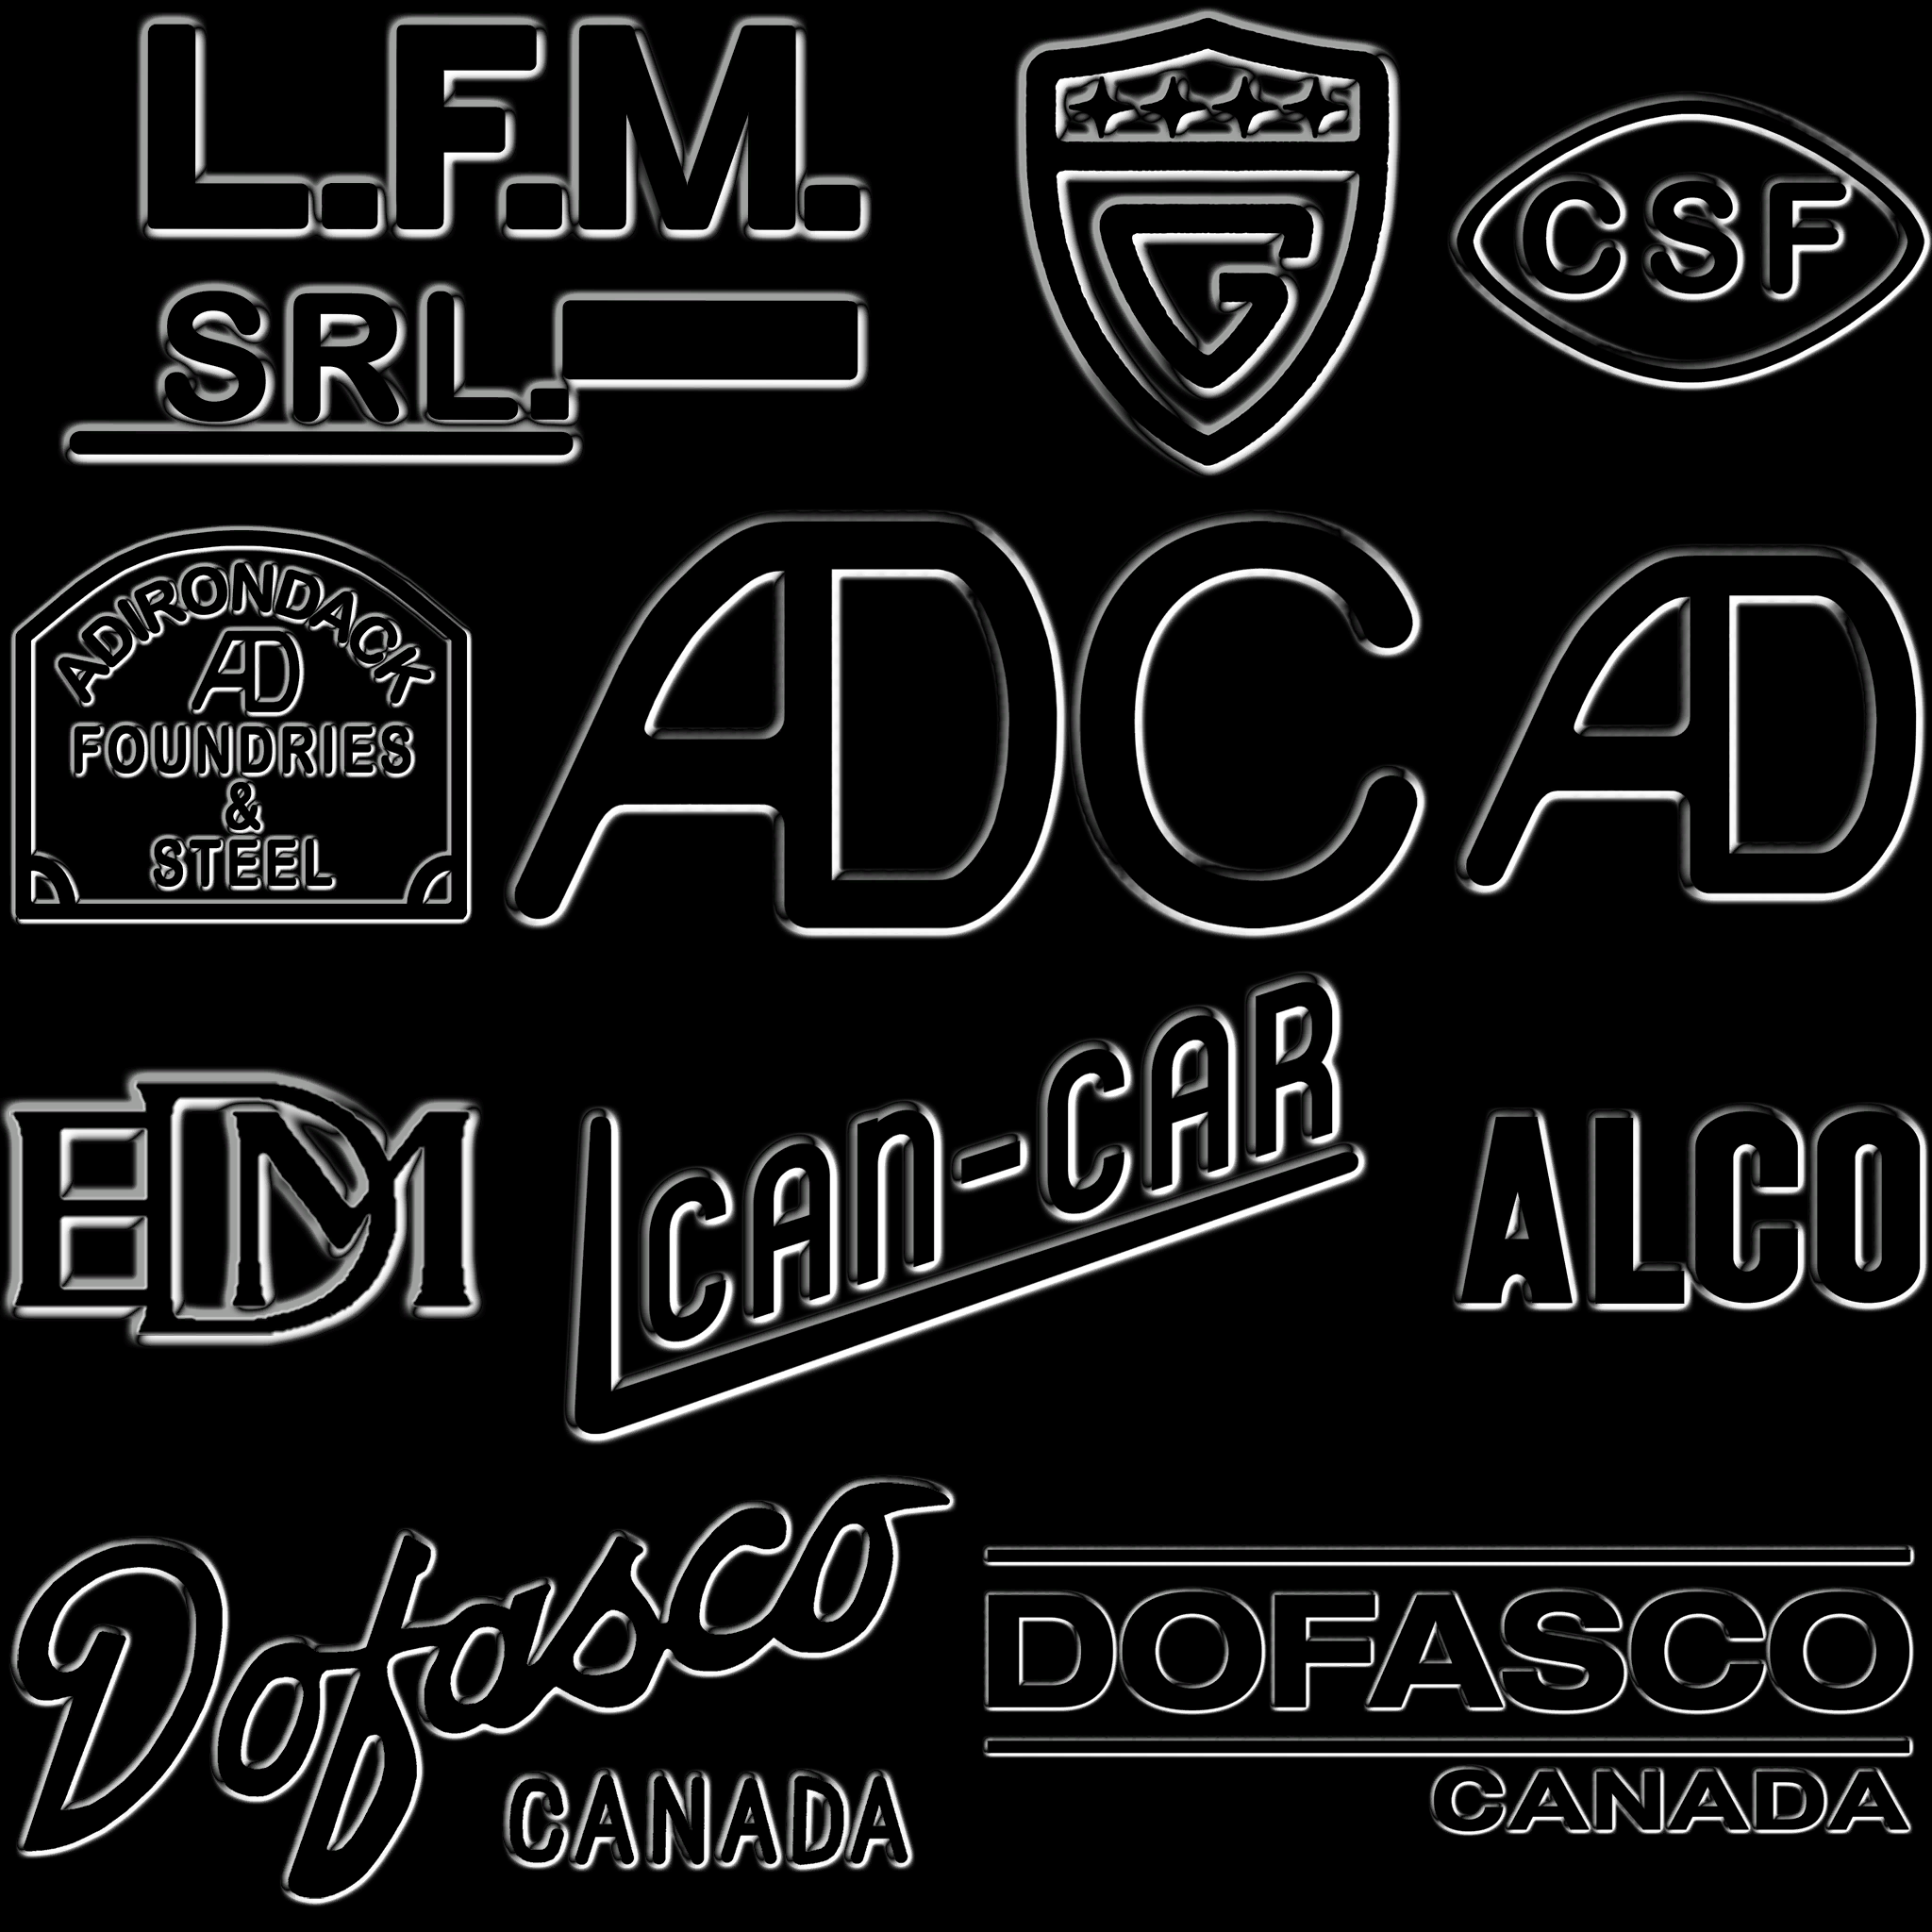 L.F.M.
SRL.
G
CSF
ADIRONDACK
AD
FOUNDRIES
&
STEEL
ADC
AD
EDM
CAN-CAR
ALCO
Dofasco
CANADA
DOFASCO
CANADA